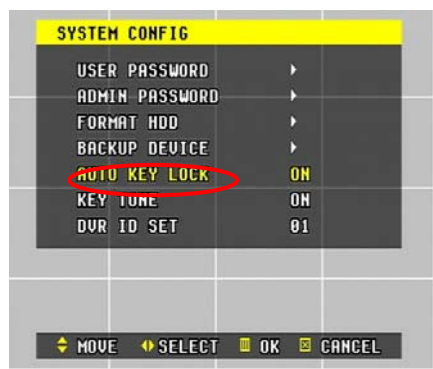 SYSTEM CONFIG
USER PASSWORD
ADMIN PASSWORD
FORMAT HDD
BACKUP DEVICE
AUTO KEY LOCK ON
KEY TONE ON
DVR ID SET 01
MOVE SELECT OK CANCEL